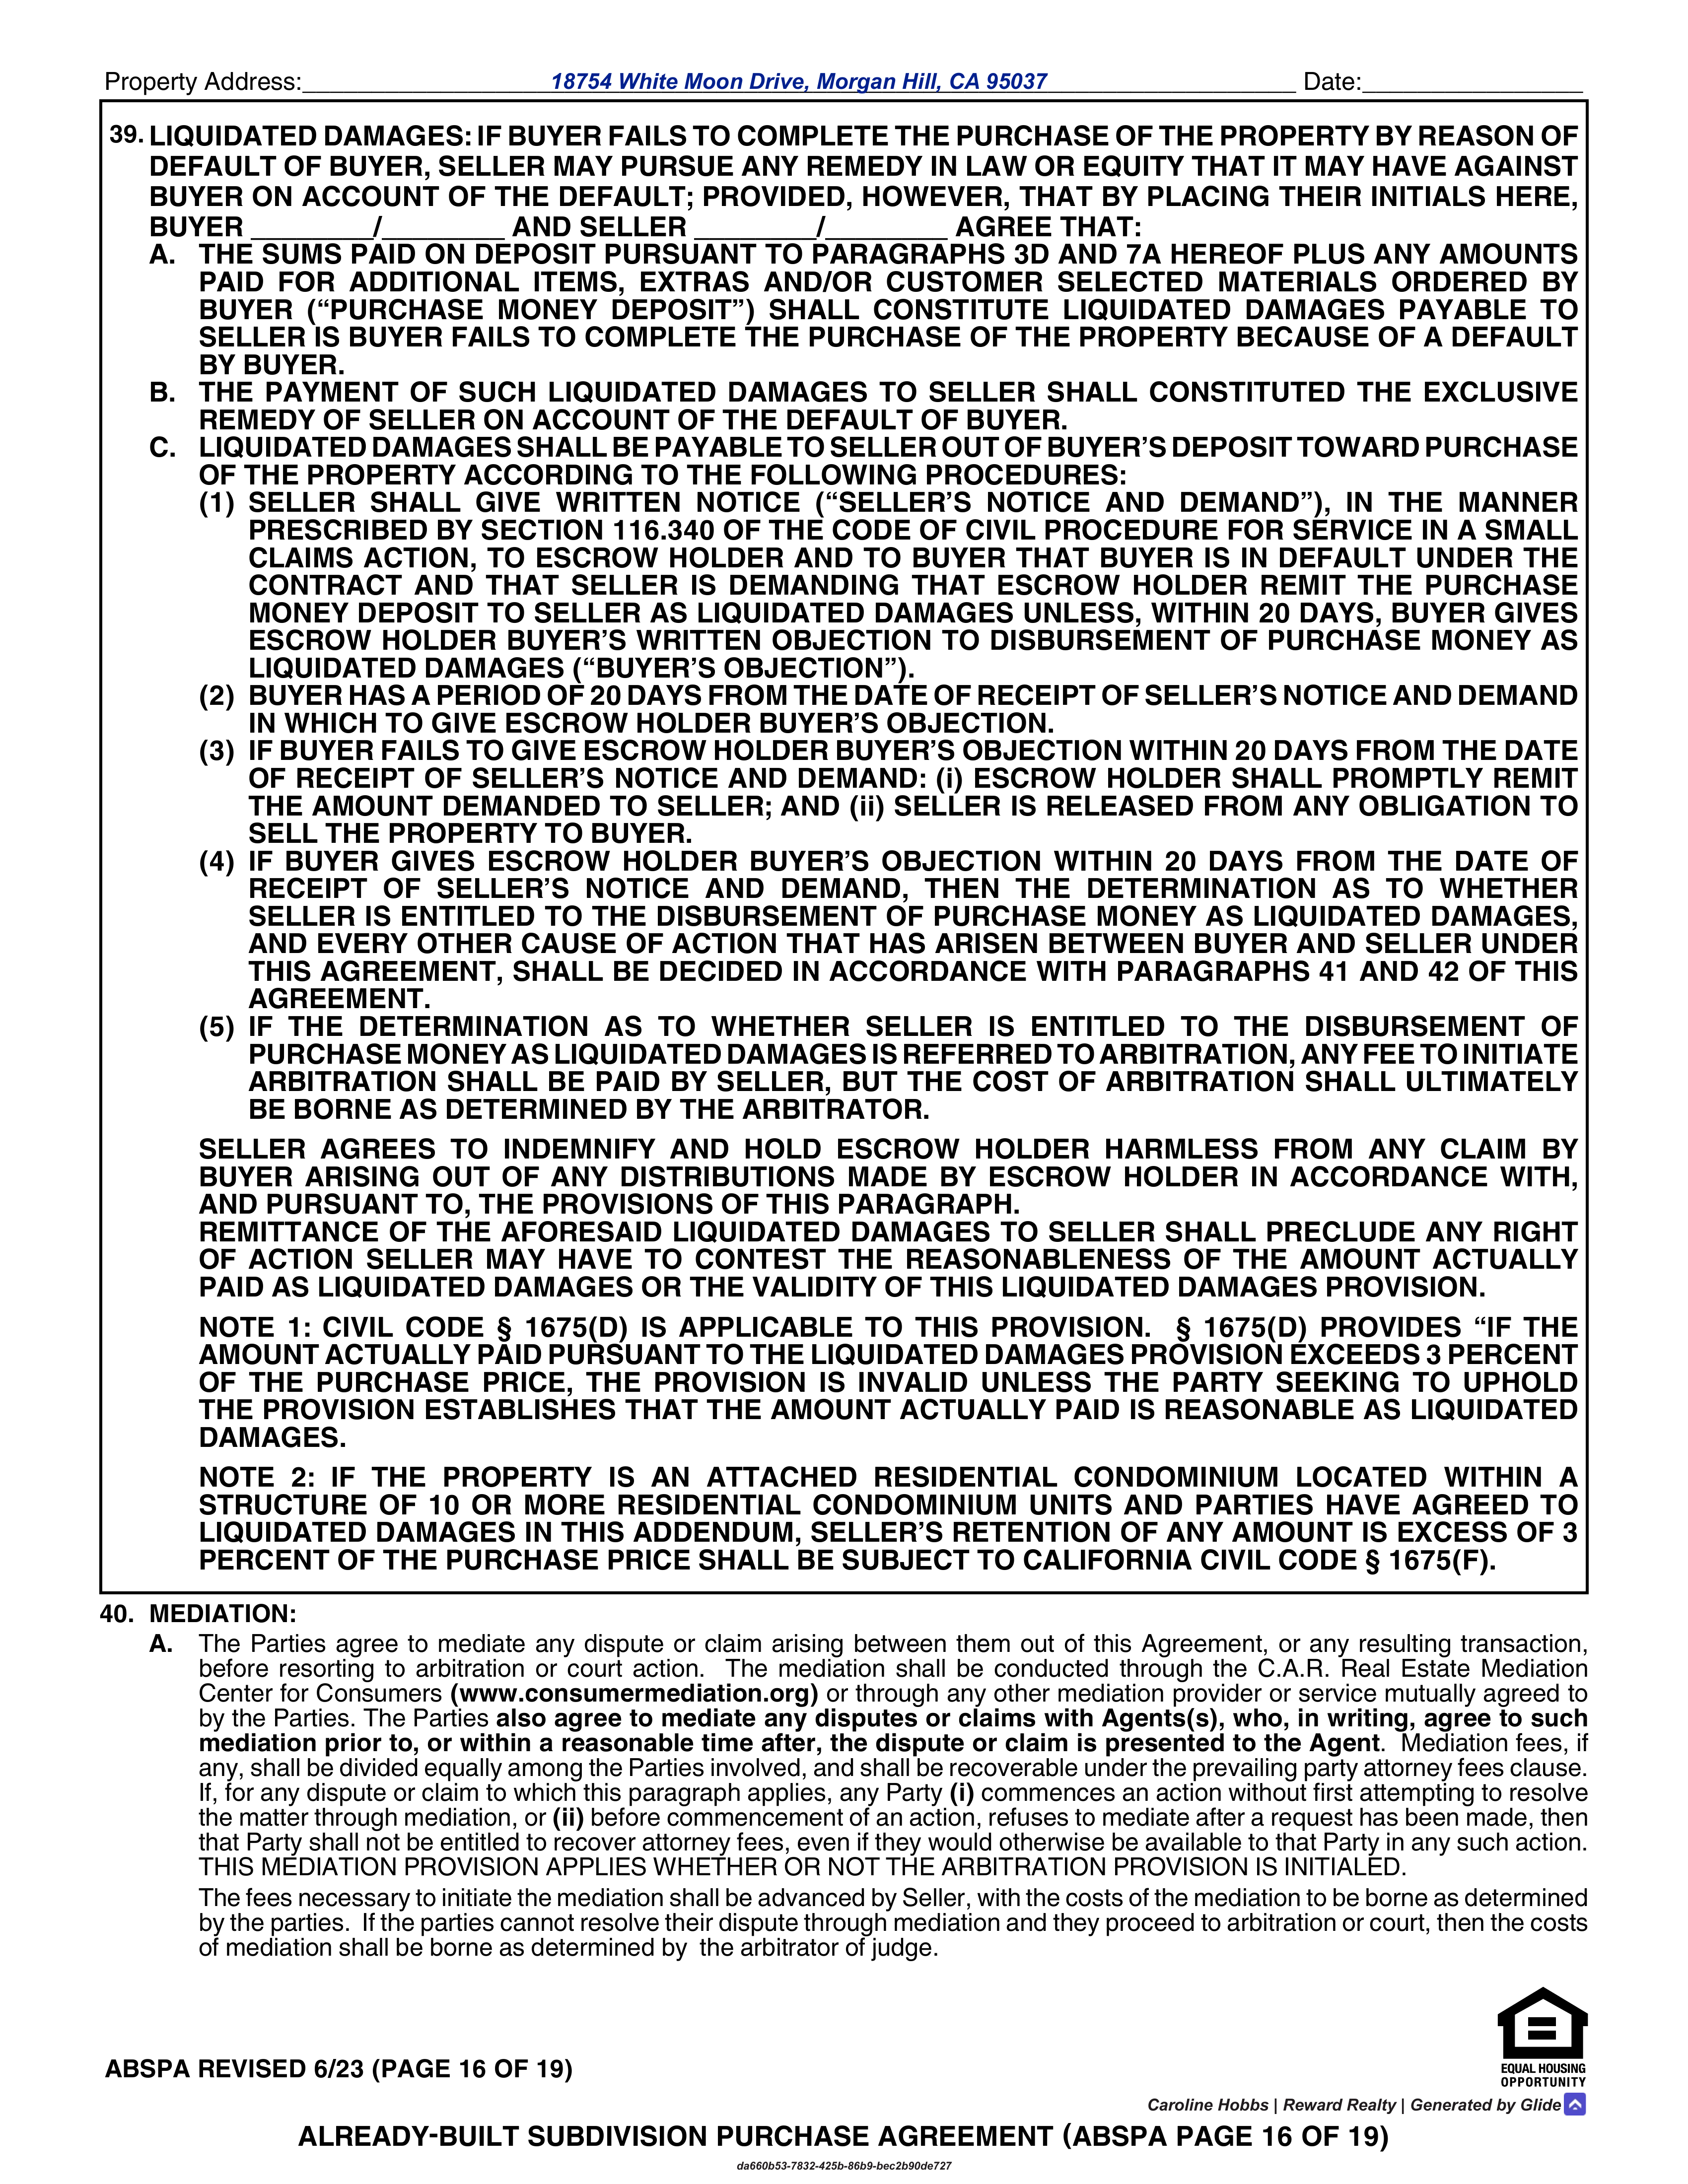 Property Address: 18754 White Moon Drive, Morgan Hill, CA 95037 Date:
39. LIQUIDATED DAMAGES: IF BUYER FAILS TO COMPLETE THE PURCHASE OF THE PROPERTY BY REASON OF
DEFAULT OF BUYER, SELLER MAY PURSUE ANY REMEDY IN LAW OR EQUITY THAT IT MAY HAVE AGAINST
BUYER ON ACCOUNT OF THE DEFAULT; PROVIDED, HOWEVER, THAT BY PLACING THEIR INITIALS HERE,
BUYER ________/________ AND SELLER ________/________ AGREE THAT:
A. THE SUMS PAID ON DEPOSIT PURSUANT TO PARAGRAPHS 3D AND 7A HEREOF PLUS ANY AMOUNTS
PAID FOR ADDITIONAL ITEMS, EXTRAS AND/OR CUSTOMER SELECTED MATERIALS ORDERED BY
BUYER (“PURCHASE MONEY DEPOSIT”) SHALL CONSTITUTE LIQUIDATED DAMAGES PAYABLE TO
SELLER IS BUYER FAILS TO COMPLETE THE PURCHASE OF THE PROPERTY BECAUSE OF A DEFAULT
BY BUYER.
B. THE PAYMENT OF SUCH LIQUIDATED DAMAGES TO SELLER SHALL CONSTITUTED THE EXCLUSIVE
REMEDY OF SELLER ON ACCOUNT OF THE DEFAULT OF BUYER.
C. LIQUIDATED DAMAGES SHALL BE PAYABLE TO SELLER OUT OF BUYER’S DEPOSIT TOWARD PURCHASE
OF THE PROPERTY ACCORDING TO THE FOLLOWING PROCEDURES:
(1) SELLER SHALL GIVE WRITTEN NOTICE (“SELLER’S NOTICE AND DEMAND”), IN THE MANNER
PRESCRIBED BY SECTION 116.340 OF THE CODE OF CIVIL PROCEDURE FOR SERVICE IN A SMALL
CLAIMS ACTION, TO ESCROW HOLDER AND TO BUYER THAT BUYER IS IN DEFAULT UNDER THE
CONTRACT AND THAT SELLER IS DEMANDING THAT ESCROW HOLDER REMIT THE PURCHASE
MONEY DEPOSIT TO SELLER AS LIQUIDATED DAMAGES UNLESS, WITHIN 20 DAYS, BUYER GIVES
ESCROW HOLDER BUYER’S WRITTEN OBJECTION TO DISBURSEMENT OF PURCHASE MONEY AS
LIQUIDATED DAMAGES (“BUYER’S OBJECTION”).
(2) BUYER HAS A PERIOD OF 20 DAYS FROM THE DATE OF RECEIPT OF SELLER’S NOTICE AND DEMAND
IN WHICH TO GIVE ESCROW HOLDER BUYER’S OBJECTION.
(3) IF BUYER FAILS TO GIVE ESCROW HOLDER BUYER’S OBJECTION WITHIN 20 DAYS FROM THE DATE
OF RECEIPT OF SELLER’S NOTICE AND DEMAND: (i) ESCROW HOLDER SHALL PROMPTLY REMIT
THE AMOUNT DEMANDED TO SELLER; AND (ii) SELLER IS RELEASED FROM ANY OBLIGATION TO
SELL THE PROPERTY TO BUYER.
(4) IF BUYER GIVES ESCROW HOLDER BUYER’S OBJECTION WITHIN 20 DAYS FROM THE DATE OF
RECEIPT OF SELLER’S NOTICE AND DEMAND, THEN THE DETERMINATION AS TO WHETHER
SELLER IS ENTITLED TO THE DISBURSEMENT OF PURCHASE MONEY AS LIQUIDATED DAMAGES,
AND EVERY OTHER CAUSE OF ACTION THAT HAS ARISEN BETWEEN BUYER AND SELLER UNDER
THIS AGREEMENT, SHALL BE DECIDED IN ACCORDANCE WITH PARAGRAPHS 41 AND 42 OF THIS
AGREEMENT.
(5) IF THE DETERMINATION AS TO WHETHER SELLER IS ENTITLED TO THE DISBURSEMENT OF
PURCHASE MONEY AS LIQUIDATED DAMAGES IS REFERRED TO ARBITRATION, ANY FEE TO INITIATE
ARBITRATION SHALL BE PAID BY SELLER, BUT THE COST OF ARBITRATION SHALL ULTIMATELY
BE BORNE AS DETERMINED BY THE ARBITRATOR.
SELLER AGREES TO INDEMNIFY AND HOLD ESCROW HOLDER HARMLESS FROM ANY CLAIM BY
BUYER ARISING OUT OF ANY DISTRIBUTIONS MADE BY ESCROW HOLDER IN ACCORDANCE WITH,
AND PURSUANT TO, THE PROVISIONS OF THIS PARAGRAPH.
REMITTANCE OF THE AFORESAID LIQUIDATED DAMAGES TO SELLER SHALL PRECLUDE ANY RIGHT
OF ACTION SELLER MAY HAVE TO CONTEST THE REASONABLENESS OF THE AMOUNT ACTUALLY
PAID AS LIQUIDATED DAMAGES OR THE VALIDITY OF THIS LIQUIDATED DAMAGES PROVISION.
NOTE 1: CIVIL CODE § 1675(D) IS APPLICABLE TO THIS PROVISION. § 1675(D) PROVIDES “IF THE
AMOUNT ACTUALLY PAID PURSUANT TO THE LIQUIDATED DAMAGES PROVISION EXCEEDS 3 PERCENT
OF THE PURCHASE PRICE, THE PROVISION IS INVALID UNLESS THE PARTY SEEKING TO UPHOLD
THE PROVISION ESTABLISHES THAT THE AMOUNT ACTUALLY PAID IS REASONABLE AS LIQUIDATED
DAMAGES.
NOTE 2: IF THE PROPERTY IS AN ATTACHED RESIDENTIAL CONDOMINIUM LOCATED WITHIN A
STRUCTURE OF 10 OR MORE RESIDENTIAL CONDOMINIUM UNITS AND PARTIES HAVE AGREED TO
LIQUIDATED DAMAGES IN THIS ADDENDUM, SELLER’S RETENTION OF ANY AMOUNT IS EXCESS OF 3
PERCENT OF THE PURCHASE PRICE SHALL BE SUBJECT TO CALIFORNIA CIVIL CODE § 1675(F).
40. MEDIATION:
A. The Parties agree to mediate any dispute or claim arising between them out of this Agreement, or any resulting transaction,
before resorting to arbitration or court action. The mediation shall be conducted through the C.A.R. Real Estate Mediation
Center for Consumers (www.consumermediation.org) or through any other mediation provider or service mutually agreed to
by the Parties. The Parties also agree to mediate any disputes or claims with Agents(s), who, in writing, agree to such
mediation prior to, or within a reasonable time after, the dispute or claim is presented to the Agent. Mediation fees, if
any, shall be divided equally among the Parties involved, and shall be recoverable under the prevailing party attorney fees clause.
If, for any dispute or claim to which this paragraph applies, any Party (i) commences an action without first attempting to resolve
the matter through mediation, or (ii) before commencement of an action, refuses to mediate after a request has been made, then
that Party shall not be entitled to recover attorney fees, even if they would otherwise be available to that Party in any such action.
THIS MEDIATION PROVISION APPLIES WHETHER OR NOT THE ARBITRATION PROVISION IS INITIALED.
The fees necessary to initiate the mediation shall be advanced by Seller, with the costs of the mediation to be borne as determined
by the parties. If the parties cannot resolve their dispute through mediation and they proceed to arbitration or court, then the costs
of mediation shall be borne as determined by the arbitrator of judge.
EQUAL HOUSING
OPPORTUNITY
ABSPA REVISED 6/23 (PAGE 16 OF 19)
Caroline Hobbs | Reward Realty | Generated by Glide
ALREADY-BUILT SUBDIVISION PURCHASE AGREEMENT (ABSPA PAGE 16 OF 19)
da660b53-7832-425b-86b9-bec2b90de727